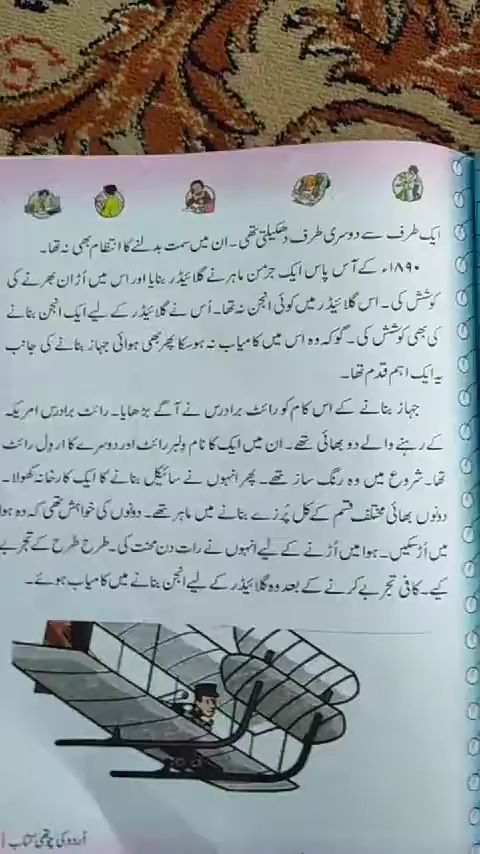 ایک طرف سے دوسری طرف دھکیلتی تھی۔ ان میں سمت بدلنے کا انتظام بھی نہ تھا۔
۱۸۹۰ء کے آس پاس ایک جرمن ماہر نے گلائیڈر بنایا اور اس میں اُڑان بھرنے کی
کوشش کی۔ اس گلائیڈر میں کوئی انجن نہ تھا۔ اُس نے گلائیڈر کے لیے ایک انجن بنانے
کی بھی کوشش کی۔ گو کہ وہ اس میں کامیاب نہ ہوسکا پھر بھی ہوائی جہاز بنانے کی جانب
یہ ایک اہم قدم تھا۔
جہاز بنانے کے اس کام کو رائٹ برادرس نے آگے بڑھایا۔ رائٹ برادرس امریکہ
کے رہنے والے دو بھائی تھے۔ ان میں ایک کا نام ولبر رائٹ اور دوسرے کا ارول رائٹ
تھا۔ شروع میں وہ رنگ ساز تھے۔ پھر انہوں نے سائیکل بنانے کا ایک کارخانہ کھولا۔
دونوں بھائی مختلف قسم کے کل پُرزے بنانے میں ماہر تھے۔ دونوں کی خواہش تھی کہ وہ ہوا
میں اُڑسکیں۔ ہوا میں اُڑنے کے لیے انہوں نے رات دن محنت کی۔ طرح طرح کے تجربے
کیے۔ کافی تجربے کرنے کے بعد وہ گلائیڈر کے لیے انجن بنانے میں کامیاب ہوئے۔
اُردو کی چوتھی کتاب